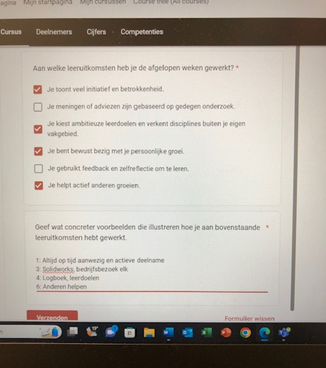 agina Mijn startpagina Mijn cursussen Course tree (All courses)
Cursus Deelnemers Cijfers Competenties
Aan welke leeruitkomsten heb je de afgelopen weken gewerkt? *
Je toont veel initiatief en betrokkenheid.
Je meningen of adviezen zijn gebaseerd op gedegen onderzoek.
Je kiest ambitieuze leerdoelen en verkent disciplines buiten je eigen
vakgebied.
Je bent bewust bezig met je persoonlijke groei.
Je gebruikt feedback en zelfreflectie om te leren.
Je helpt actief anderen groeien.
Geef wat concreter voorbeelden die illustreren hoe je aan bovenstaande *
leeruitkomsten hebt gewerkt.
1: Altijd op tijd aanwezig en actieve deelname
3: Solidworks, bedrijfsbezoek elk
4: Logboek, leerdoelen
6: Anderen helpen
Verzenden Formulier wissen